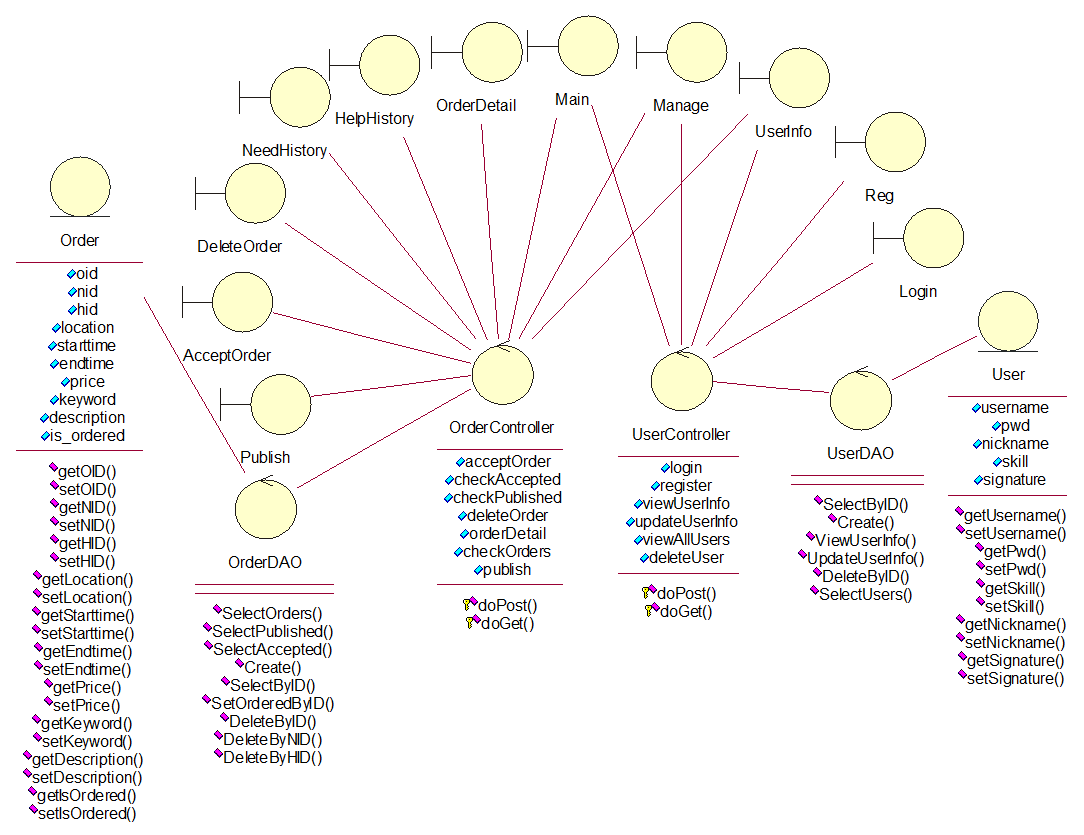 Main
OrderDetail
Manage
HelpHistory
UserInfo
NeedHistory
Reg
DeleteOrder
Login
AcceptOrder
Publish
Order
oid
nid
hid
location
starttime
endtime
price
keyword
description
is_ordered
getOID()
setOID()
getNID()
setNID()
getHID()
setHID()
getLocation()
setLocation()
getStarttime()
setStarttime()
getEndtime()
setEndtime()
getPrice()
setPrice()
getKeyword()
setKeyword()
getDescription()
setDescription()
getIsOrdered()
setIsOrdered()
OrderDAO
SelectOrders()
SelectPublished()
SelectAccepted()
Create()
SelectByID()
SetOrderedByID()
DeleteByID()
DeleteByNID()
DeleteByHID()
OrderController
acceptOrder
checkAccepted
checkPublished
deleteOrder
orderDetail
checkOrders
publish
doPost()
doGet()
UserController
login
register
viewUserInfo
updateUserInfo
viewAllUsers
deleteUser
doPost()
doGet()
UserDAO
SelectByID()
Create()
ViewUserInfo()
UpdateUserInfo()
DeleteByID()
SelectUsers()
User
username
pwd
nickname
skill
signature
getUsername()
setUsername()
getPwd()
setPwd()
getSkill()
setSkill()
getNickname()
setNickname()
getSignature()
setSignature()